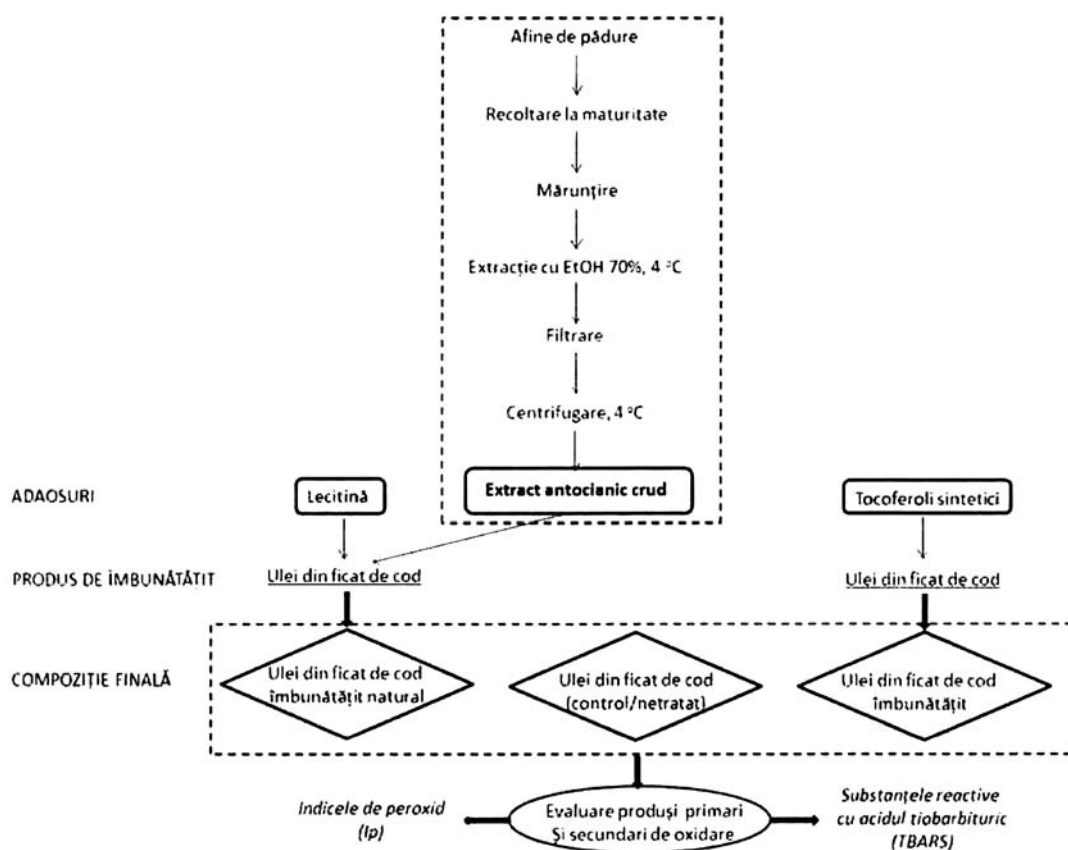 Afine de pădure
Recoltare la maturitate
Mărunțire
Extracție cu EtOH 70%, 4 ºC
Filtrare
Centrifugare, 4 ºC
ADAOSURI
Lecitină
Extract antocianic crud
Tocoferoli sintetici
PRODUS DE ÎMBUNĂTĂȚIT
Ulei din ficat de cod
Ulei din ficat de cod
COMPOZIȚIE FINALĂ
Ulei din ficat de cod
îmbunătățit natural
Ulei din ficat de cod
(control/netratat)
Ulei din ficat de cod
îmbunătățit
Indicele de peroxid
(Ip)
Evaluare produși primari
Și secundari de oxidare
Substanțele reactive
cu acidul tiobarbituric
(TBARS)